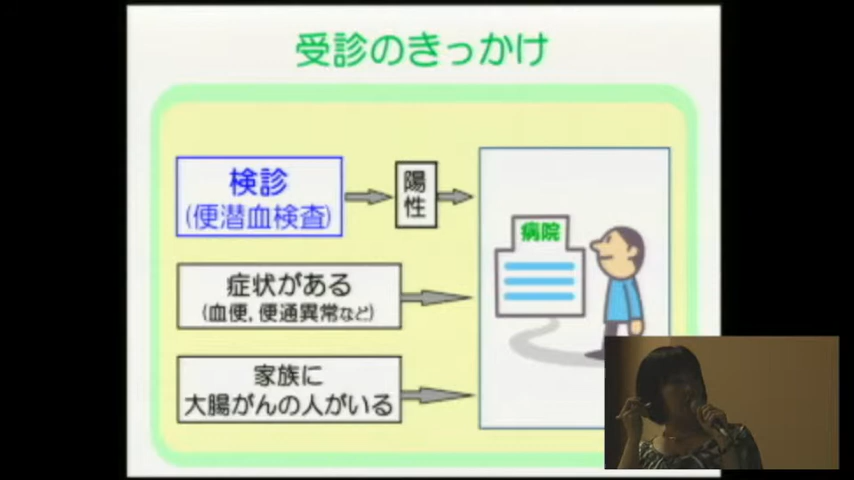 受診のきっかけ
検診
(便潜血検査)
陽性
病院
症状がある
(血便,便通異常など)
家族に
大腸がんの人がいる